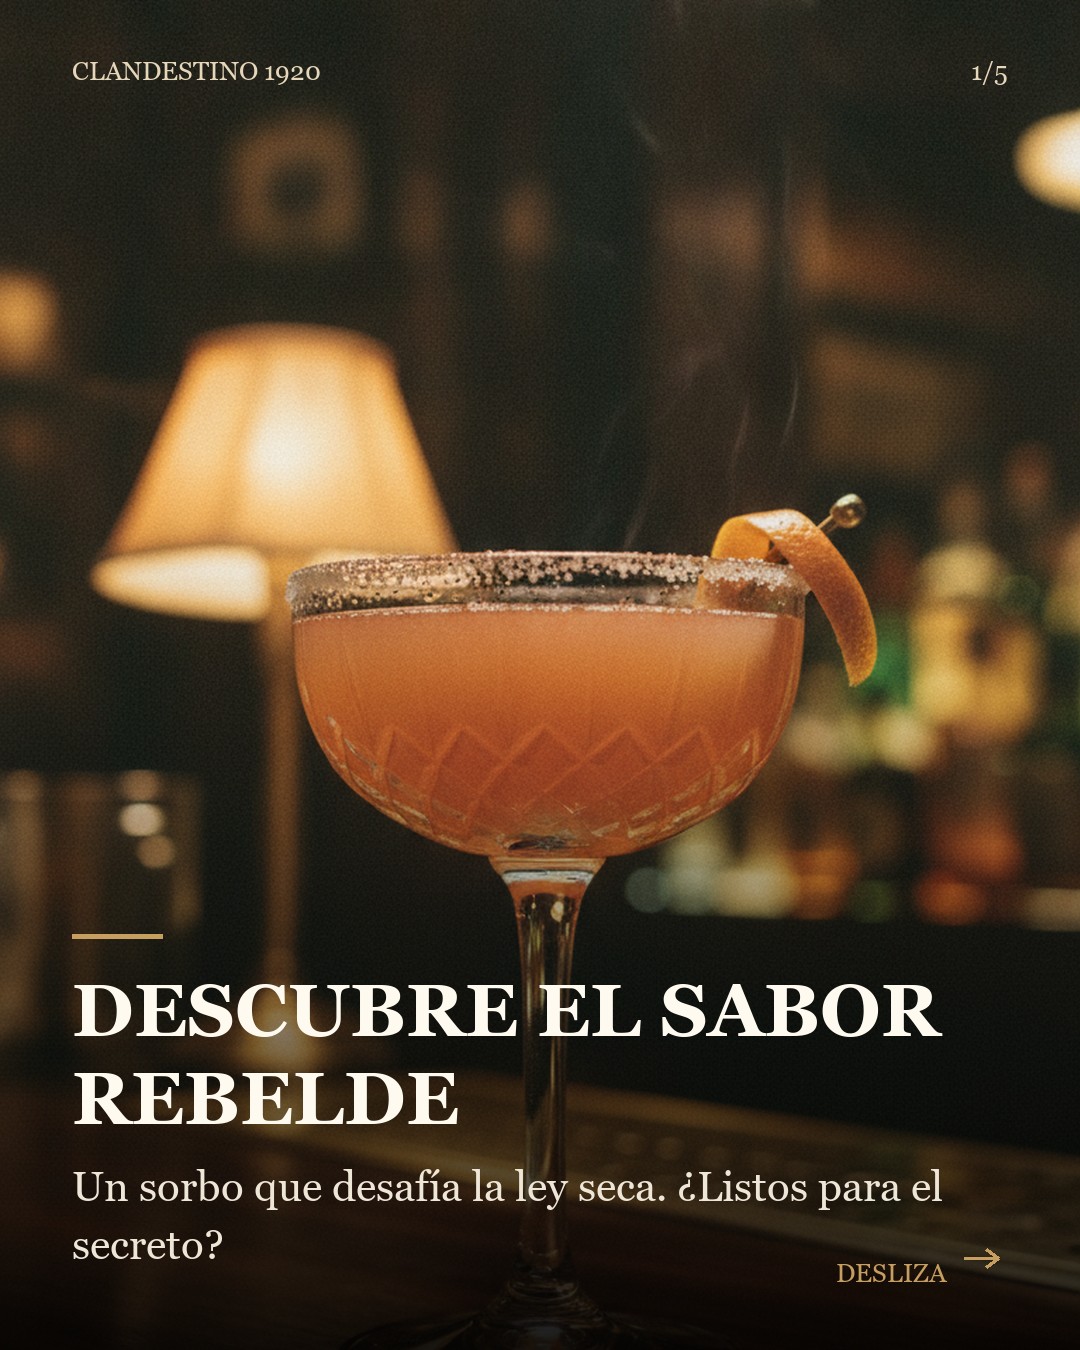 CLANDESTINO 1920
1/5
DESCUBRE EL SABOR
REBELDE
Un sorbo que desafía la ley seca. ¿Listos para el
secreto?
DESLIZA